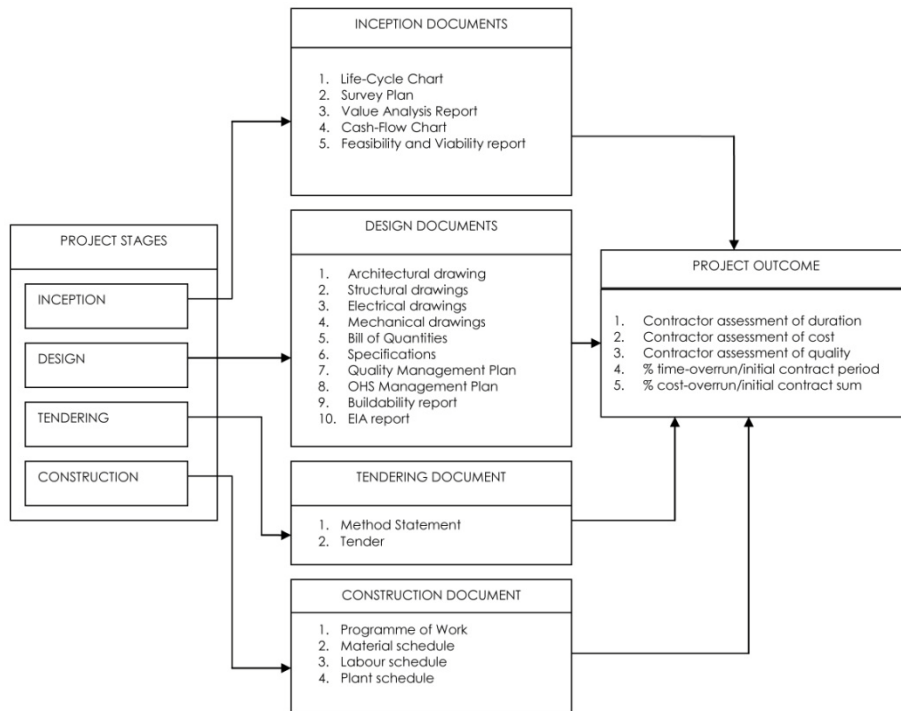 INCEPTION DOCUMENTS
1. Life-Cycle Chart
2. Survey Plan
3. Value Analysis Report
4. Cash-Flow Chart
5. Feasibility and Viability report
PROJECT STAGES
INCEPTION
DESIGN
TENDERING
CONSTRUCTION
DESIGN DOCUMENTS
1. Architectural drawing
2. Structural drawings
3. Electrical drawings
4. Mechanical drawings
5. Bill of Quantities
6. Specifications
7. Quality Management Plan
8. OHS Management Plan
9. Buildability report
10. EIA report
PROJECT OUTCOME
1. Contractor assessment of duration
2. Contractor assessment of cost
3. Contractor assessment of quality
4. % time-overrun/initial contract period
5. % cost-overrun/initial contract sum
TENDERING DOCUMENT
1. Method Statement
2. Tender
CONSTRUCTION DOCUMENT
1. Programme of Work
2. Material schedule
3. Labour schedule
4. Plant schedule